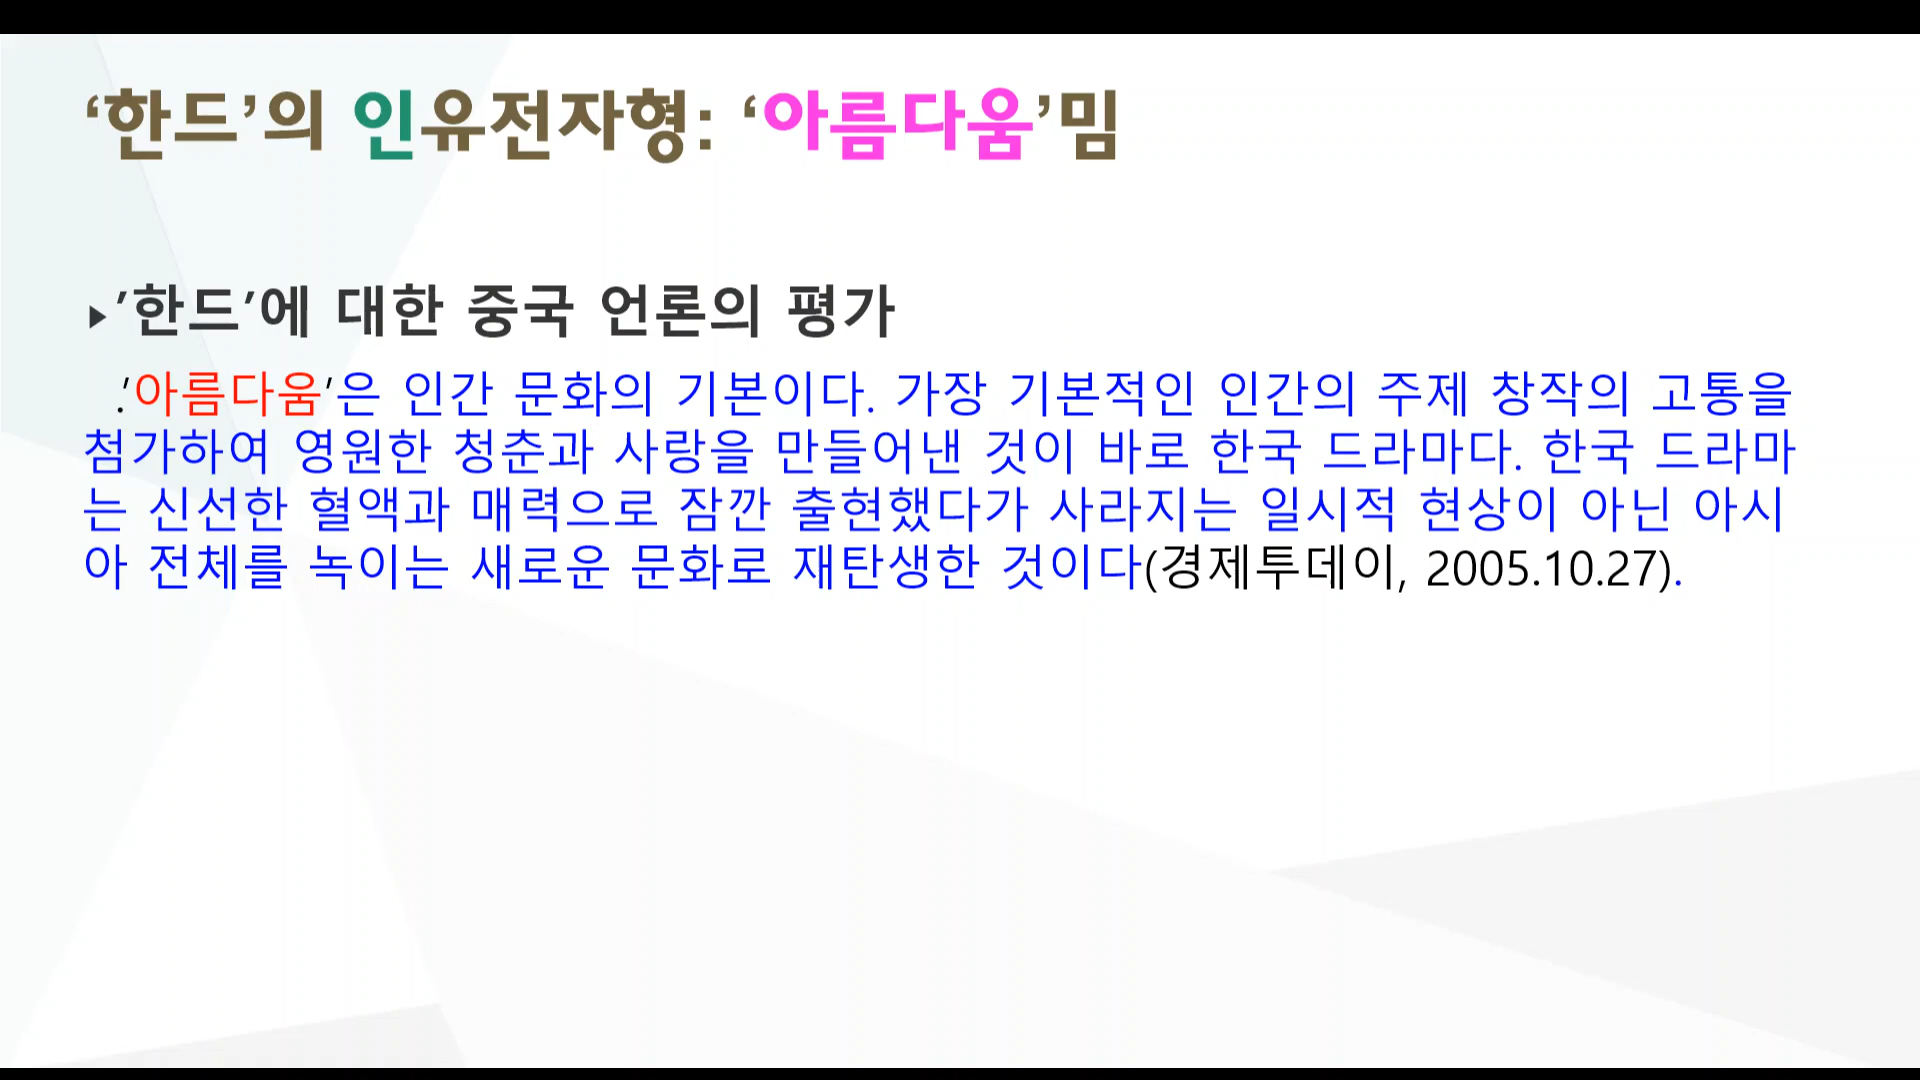 ‘한드’의 인유전자형: ‘아름다움’밈
▸’한드’에 대한 중국 언론의 평가
.’아름다움’은 인간 문화의 기본이다. 가장 기본적인 인간의 주제 창작의 고통을
첨가하여 영원한 청춘과 사랑을 만들어낸 것이 바로 한국 드라마다. 한국 드라마
는 신선한 혈액과 매력으로 잠깐 출현했다가 사라지는 일시적 현상이 아닌 아시
아 전체를 녹이는 새로운 문화로 재탄생한 것이다(경제투데이, 2005.10.27).